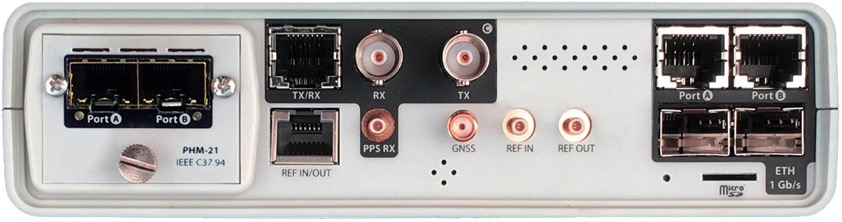 Port A
Port B
PHM-21
IEEE C37.94
TX/RX
RX
TX
C
REF IN/OUT
PPS RX
GNSS
REF IN
REF OUT
Port A
Port B
ETH
1 Gb/s
Micro
SD